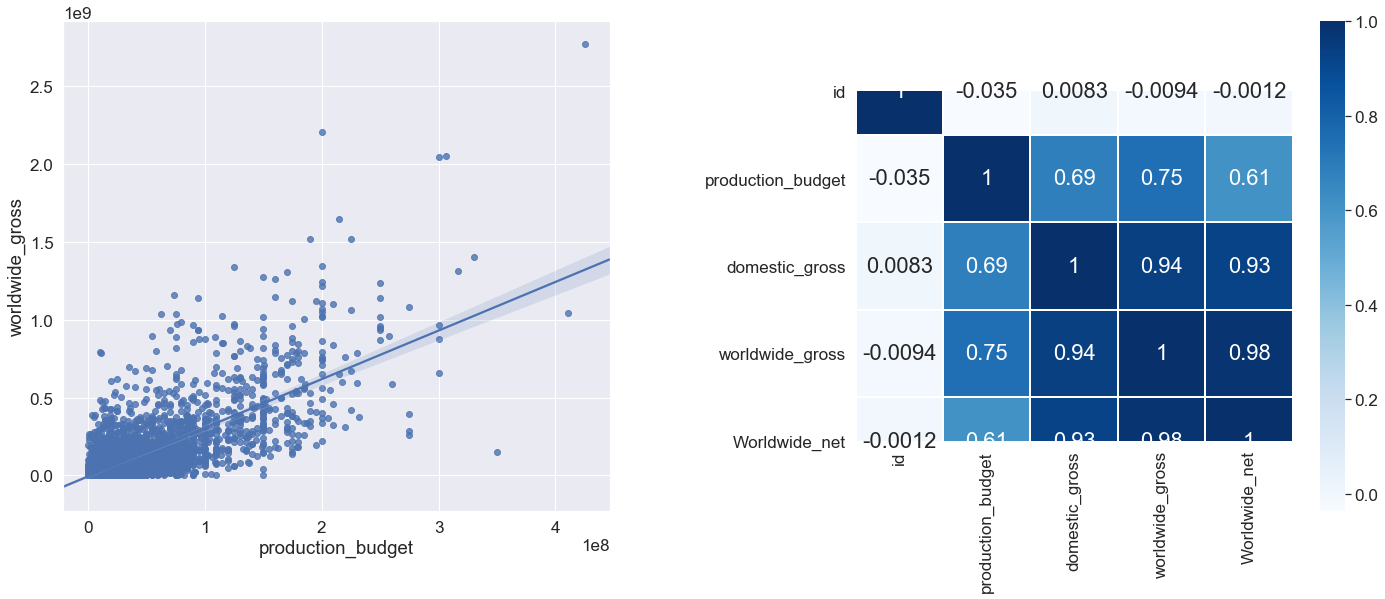 1e9
2.5
2.0
1.5
1.0
0.5
0.0
worldwide_gross
0 1 2 3 4
1e8
production_budget
id 1 -0.035 0.0083 -0.0094 -0.0012
production_budget -0.035 1 0.69 0.75 0.61
domestic_gross 0.0083 0.69 1 0.94 0.93
worldwide_gross -0.0094 0.75 0.94 1 0.98
Worldwide_net -0.0012 0.61 0.93 0.98 1
id
production_budget
domestic_gross
worldwide_gross
Worldwide_net
1.0
0.8
0.6
0.4
0.2
0.0